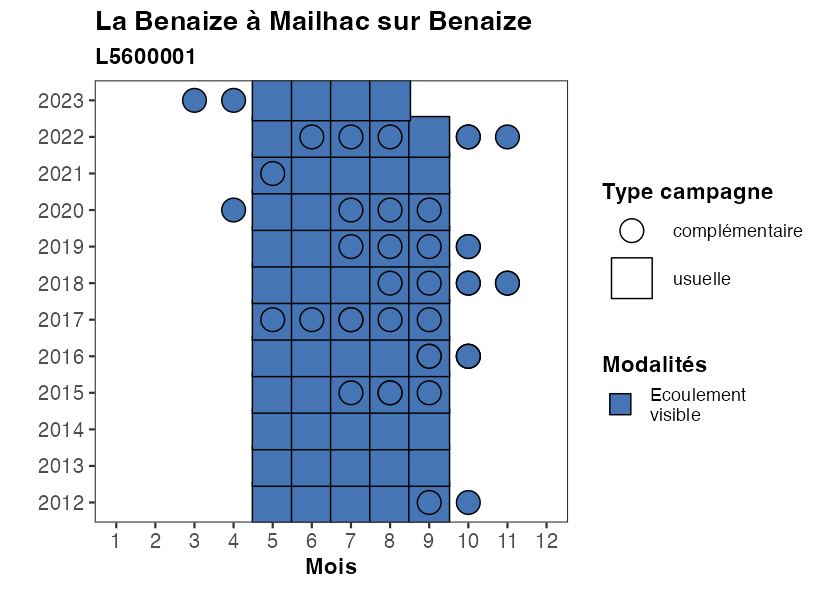 La Benaize à Mailhac sur Benaize
L5600001
2023
2022
2021
2020
2019
2018
2017
2016
2015
2014
2013
2012
1 2 3 4 5 6 7 8 9 10 11 12
Mois
Type campagne
complémentaire
usuelle
Modalités
Ecoulement
visible